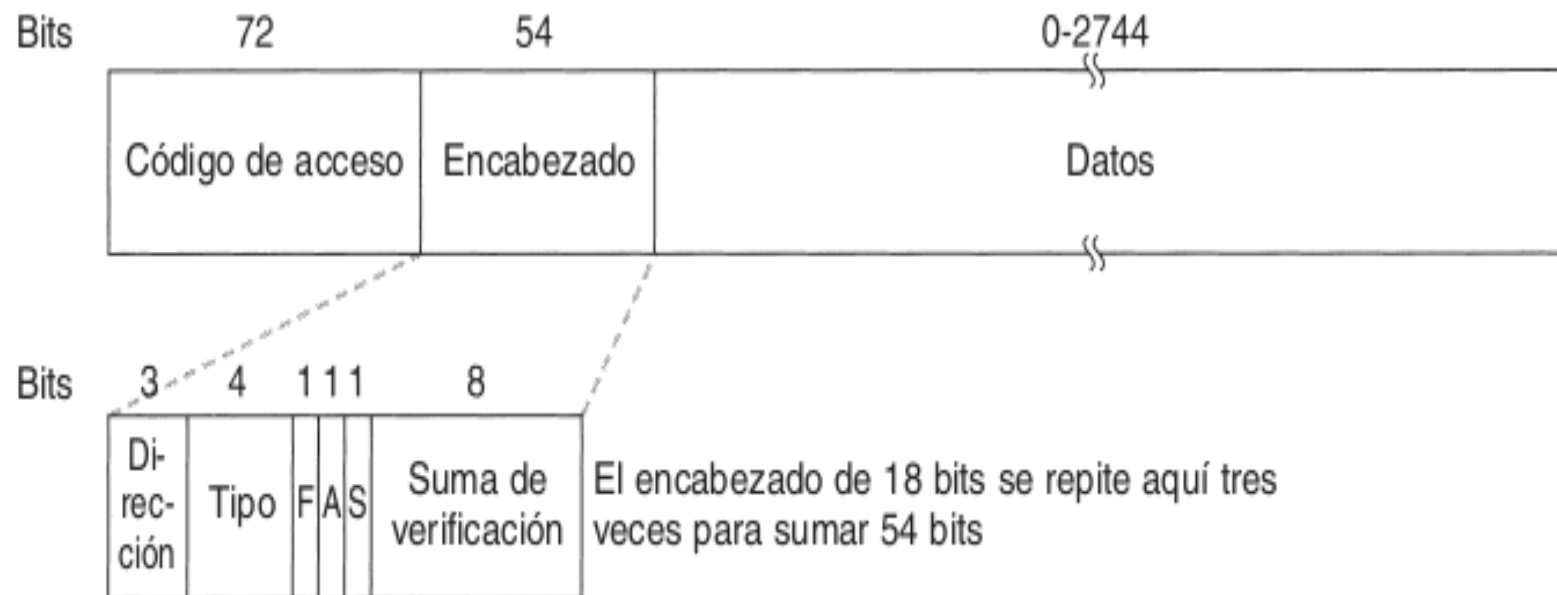 Bits 72 54 0-2744
Código de acceso Encabezado Datos
Bits 3 4 1 1 1 8
Di-
rec-
ción
Tipo F A S
Suma de
verificación
El encabezado de 18 bits se repite aquí tres
veces para sumar 54 bits